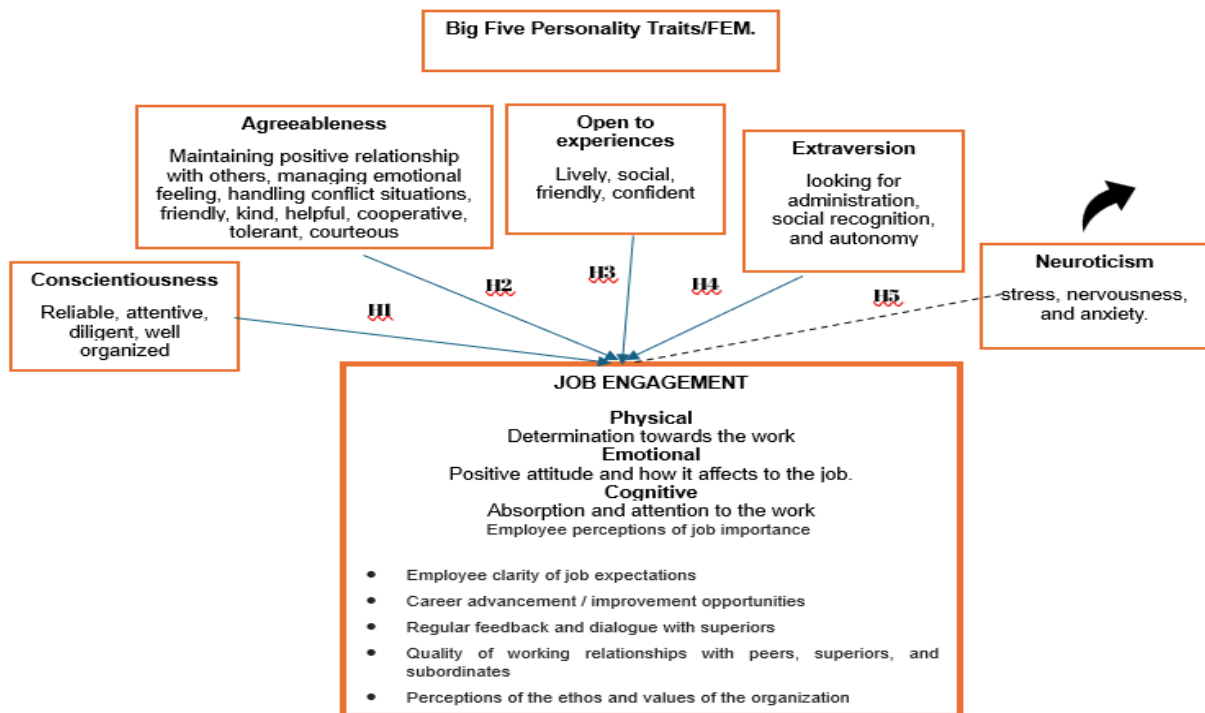 Big Five Personality Traits/FEM.
Agreeableness
Maintaining positive relationship
with others, managing emotional
feeling, handling conflict situations,
friendly, kind, helpful, cooperative,
tolerant, courteous
Open to
experiences
Lively, social,
friendly, confident
Extraversion
looking for
administration,
social recognition,
and autonomy
Neuroticism
stress, nervousness,
and anxiety.
Conscientiousness
Reliable, attentive,
diligent, well
organized
H1
H2
H3
H4
H5
JOB ENGAGEMENT
Physical
Determination towards the work
Emotional
Positive attitude and how it affects to the job.
Cognitive
Absorption and attention to the work
Employee perceptions of job importance
• Employee clarity of job expectations
• Career advancement / improvement opportunities
• Regular feedback and dialogue with superiors
• Quality of working relationships with peers, superiors, and
subordinates
• Perceptions of the ethos and values of the organization